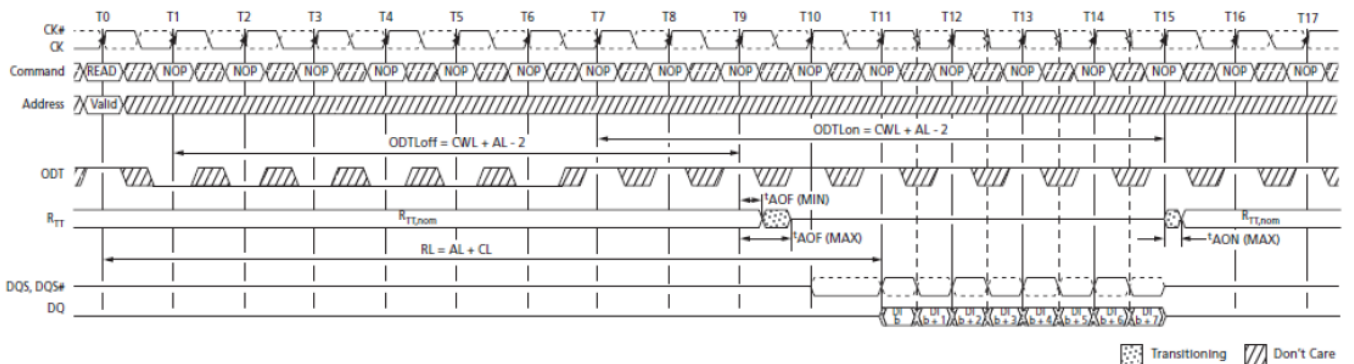 T0 T1 T2 T3 T4 T5 T6 T7 T8 T9 T10 T11 T12 T13 T14 T15 T16 T17
CK#
CK
Command READ NOP NOP NOP NOP NOP NOP NOP NOP NOP NOP NOP NOP NOP NOP NOP NOP NOP
Address Valid
ODTLon = CWL + AL - 2
ODTLoff = CWL + AL - 2
ODT
tAOF (MIN)
RTT RTT,nom RTT,nom
tAOF (MAX) tAON (MAX)
RL = AL + CL
DQS, DQS#
DQ DI b DI b + 1 DI b + 2 DI b + 3 DI b + 4 DI b + 5 DI b + 6 DI b + 7
Transitioning Don't Care